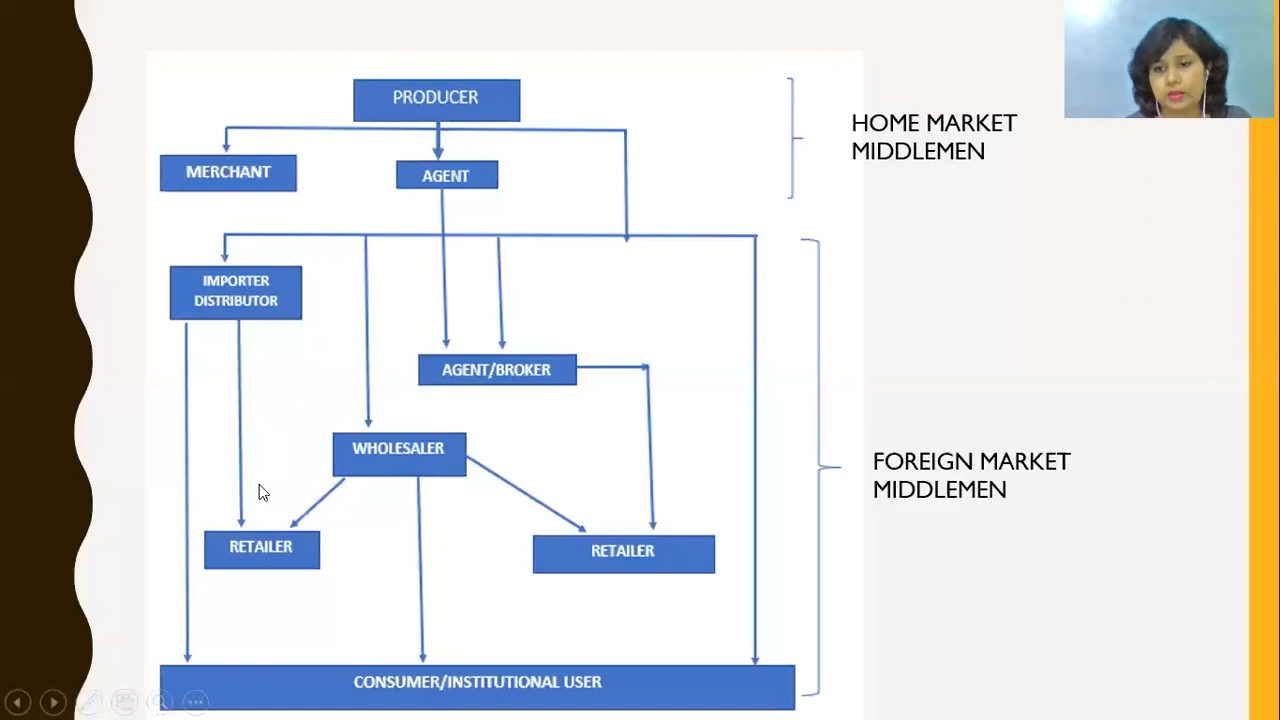 PRODUCER
HOME MARKET
MIDDLEMEN
MERCHANT
AGENT
IMPORTER
DISTRIBUTOR
AGENT/BROKER
WHOLESALER
FOREIGN MARKET
MIDDLEMEN
RETAILER
RETAILER
CONSUMER/INSTITUTIONAL USER